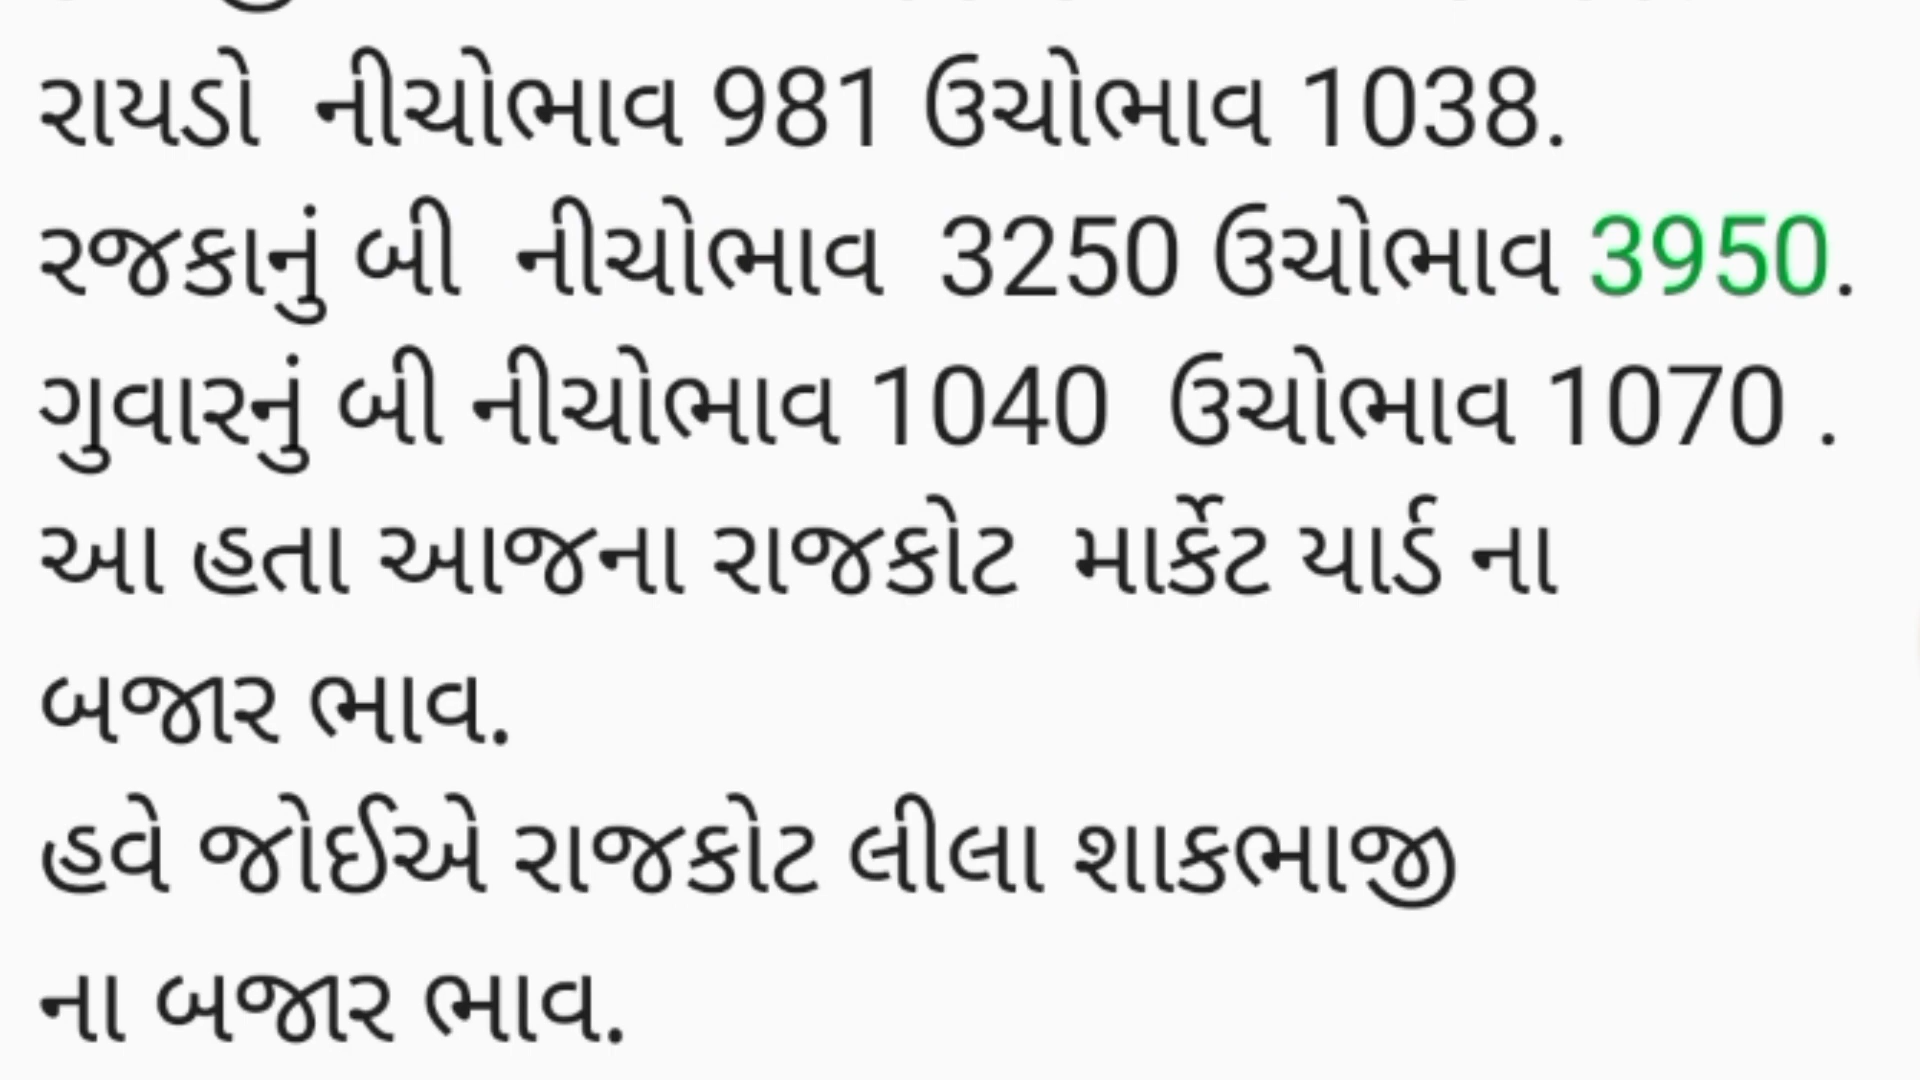 રાયડો  નીચોભાવ 981 ઉચોભાવ 1038.
રજકાનું બી  નીચોભાવ  3250 ઉચોભાવ 3950.
ગુવારનું બી નીચોભાવ 1040  ઉચોભાવ 1070 .
આ હતા આજના રાજકોટ  માર્કેટ યાર્ડ ના
બજાર ભાવ.
હવે જોઈએ રાજકોટ લીલા શાકભાજી
ના બજાર ભાવ.